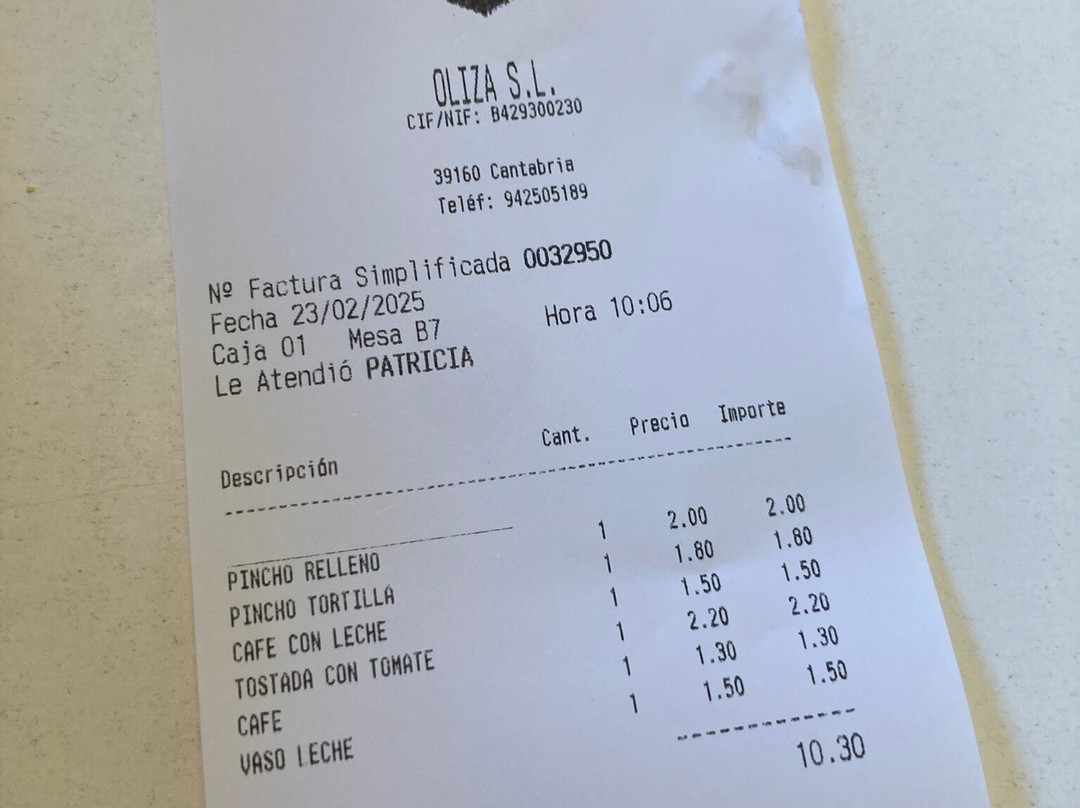 OLIZA S.L.
CIF/NIF: B429300230
39160 Cantabria
Teléf: 942505189
Nº Factura Simplificada 0032950
Fecha 23/02/2025 Hora 10:06
Caja 01 Mesa B7
Le Atendió PATRICIA
Descripción Cant. Precio Importe
PINCHO RELLENO 1 2.00 2.00
PINCHO TORTILLA 1 1.80 1.80
CAFE CON LECHE 1 1.50 1.50
TOSTADA CON TOMATE 1 2.20 2.20
CAFE 1 1.30 1.30
VASO LECHE 1 1.50 1.50
10.30